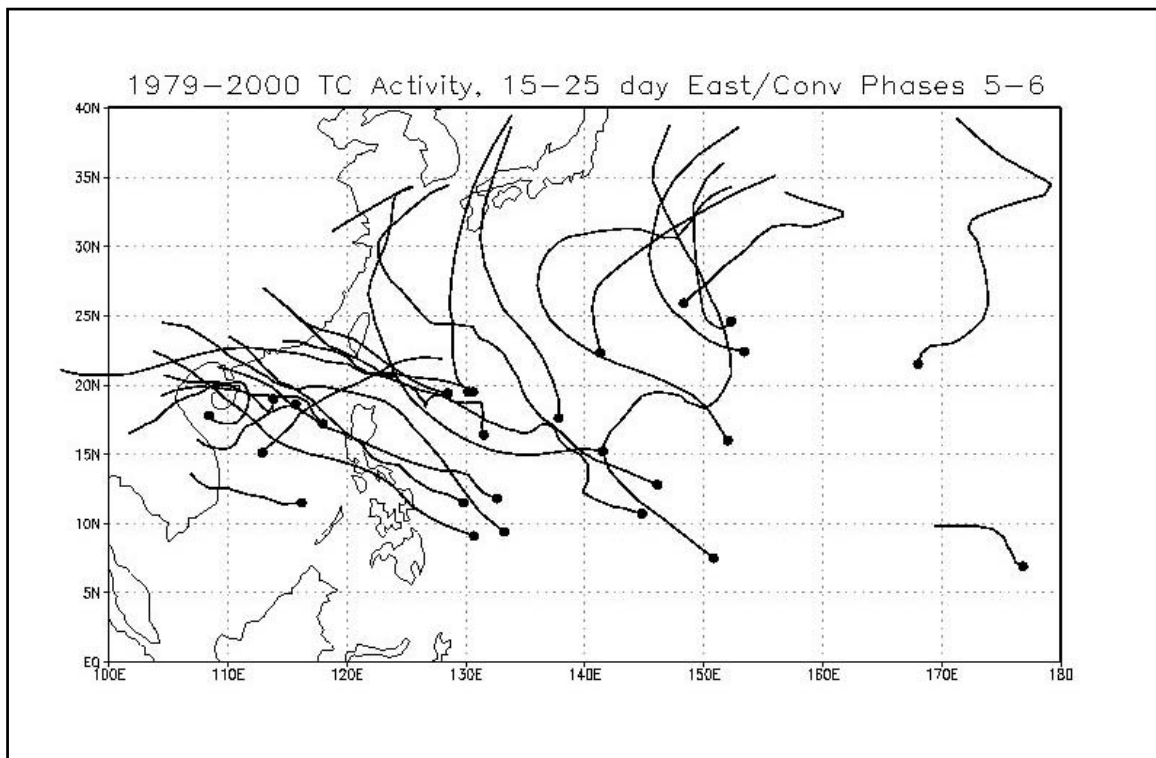 1979-2000 TC Activity, 15-25 day East/Conv Phases 5-6
40N
35N
30N
25N
20N
15N
10N
5N
EQ
100E 110E 120E 130E 140E 150E 160E 170E 180